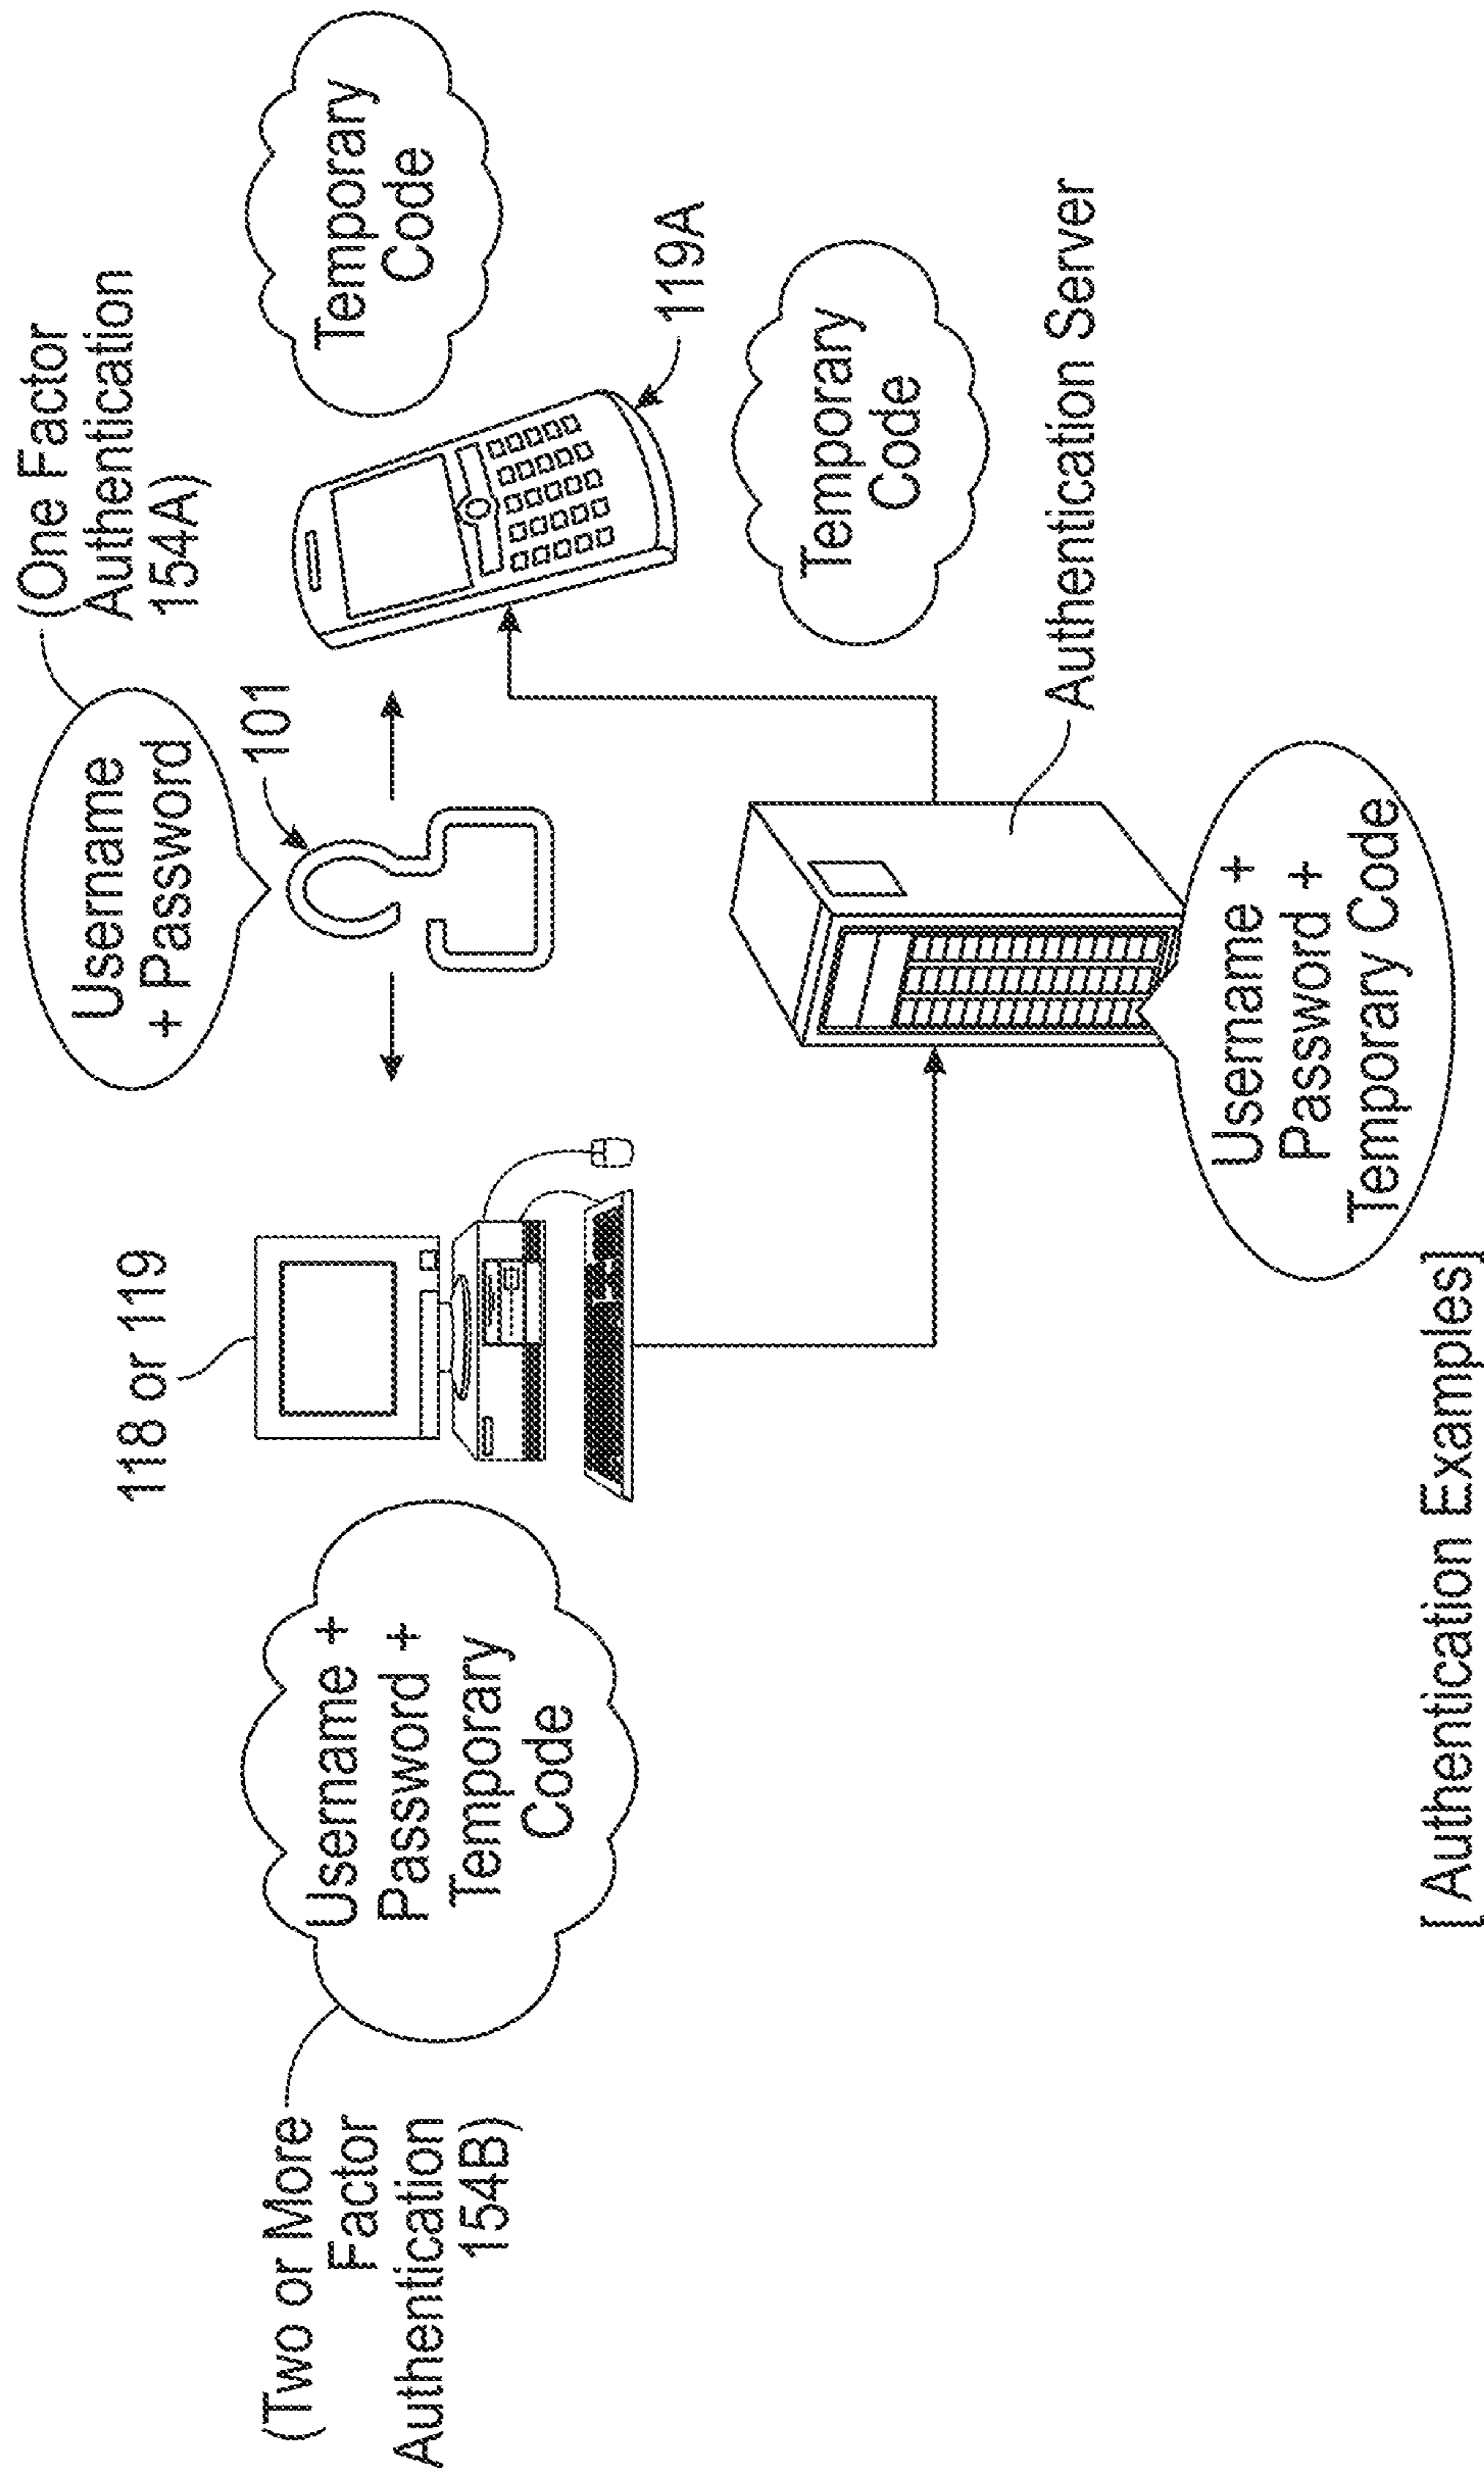 (One Factor
Authentication
154A)
Username
+ Password
101
Temporary
Code
118 or 119
(Two or More
Factor
Authentication
154B)
Username +
Password +
Temporary
Code
119A
Temporary
Code
Authentication Server
Username +
Password +
Temporary Code
[ Authentication Examples]